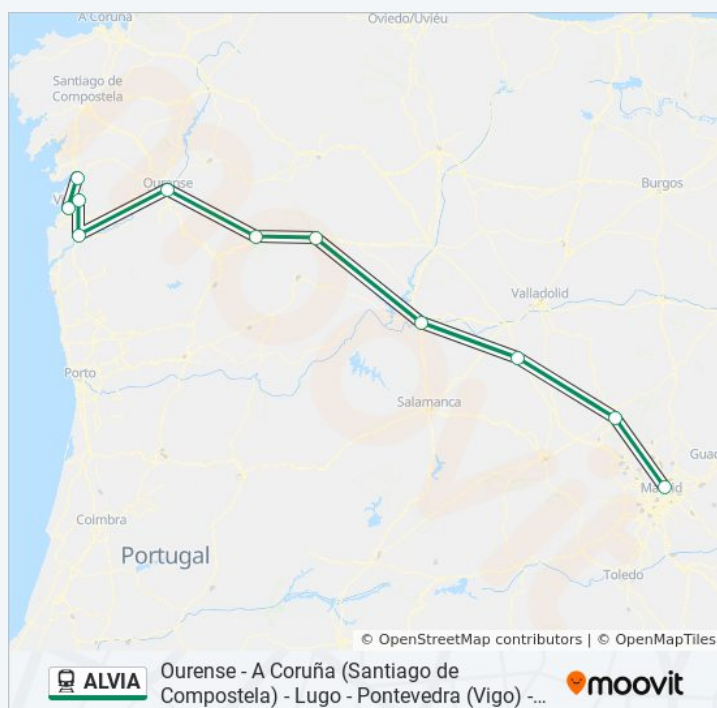 A Coruña
Oviedo/Uviéu
Santiago de
Compostela
Ourense
Burgos
Valladolid
Porto
Salamanca
Coimbra
Portugal
Toledo
© OpenStreetMap contributors | © OpenMapTiles
ALVIA
Ourense - A Coruña (Santiago de
Compostela) - Lugo - Pontevedra (Vigo) -...
moovit